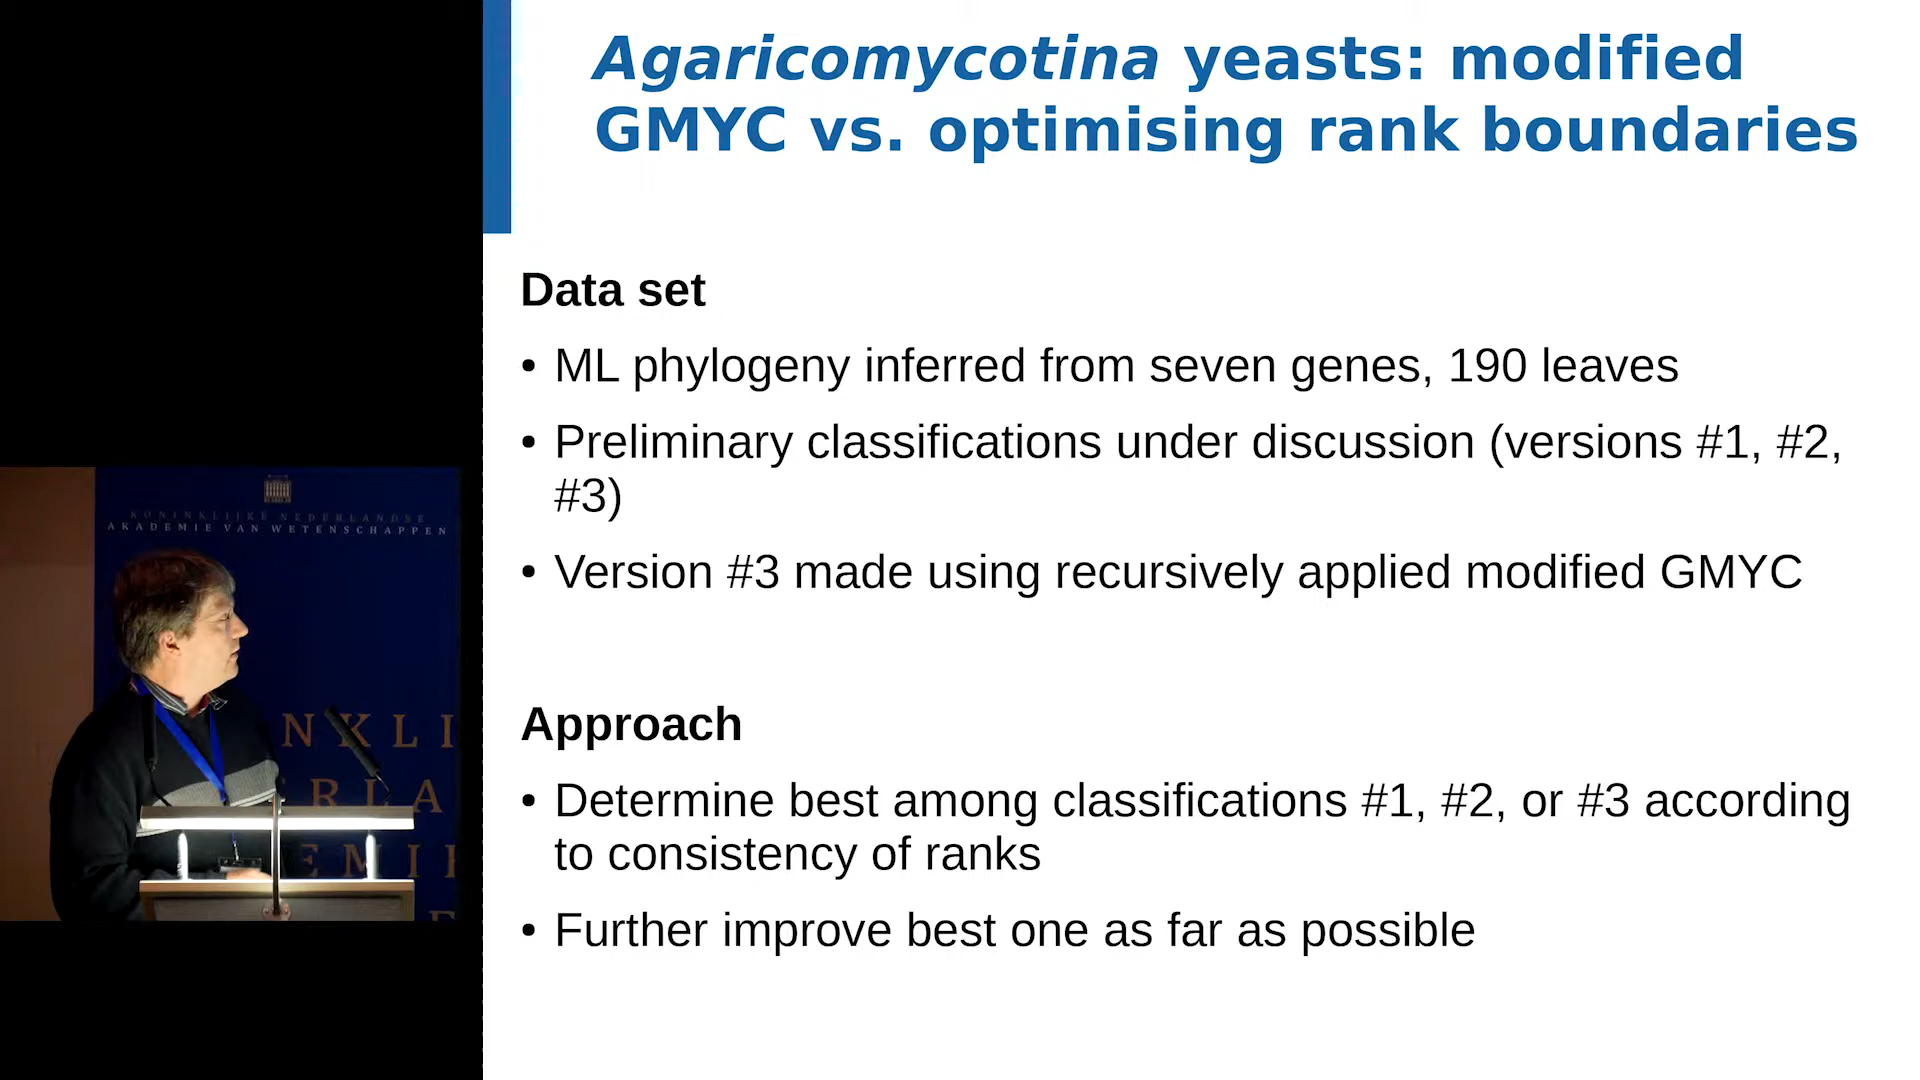 Agaricomycotina yeasts: modified
GMYC vs. optimising rank boundaries
Data set
• ML phylogeny inferred from seven genes, 190 leaves
• Preliminary classifications under discussion (versions #1, #2,
#3)
• Version #3 made using recursively applied modified GMYC
Approach
• Determine best among classifications #1, #2, or #3 according
to consistency of ranks
• Further improve best one as far as possible
KONINKLIJKE NEDERLANDSE
AKADEMIE VAN WETENSCHAPPEN
NKLI
ERLA
EMIE